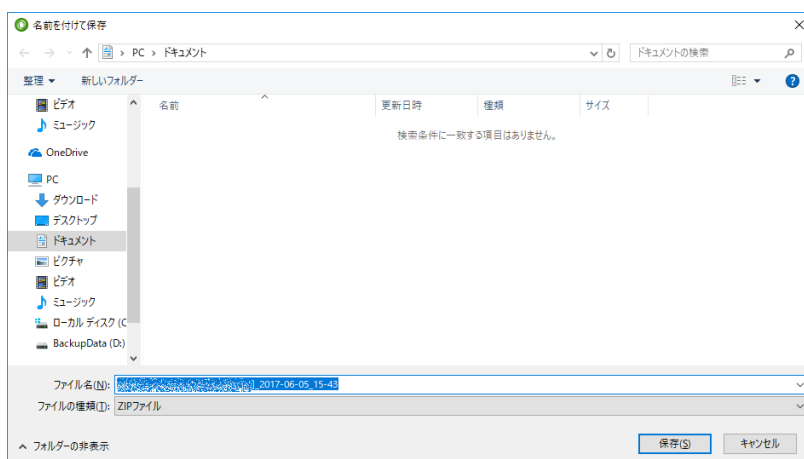 名前を付けて保存
PC › ドキュメント
ドキュメントの検索
整理
新しいフォルダー
ビデオ
ミュージック
OneDrive
PC
ダウンロード
デスクトップ
ドキュメント
ピクチャ
ビデオ
ミュージック
ローカル ディスク (C
BackupData (D:)
名前
更新日時
種類
サイズ
検索条件に一致する項目はありません。
ファイル名(N):
_2017-06-05_15-43
ファイルの種類(T): ZIPファイル
フォルダーの非表示
保存(S)
キャンセル